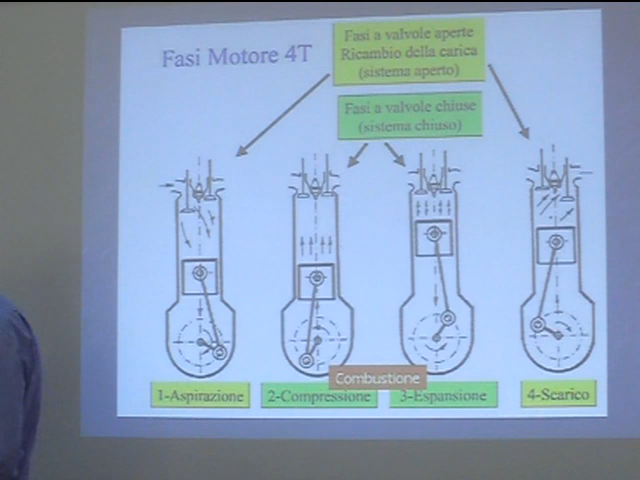 Fasi Motore 4T
Fasi a valvole aperte
Ricambio della carica
(sistema aperto)
Fasi a valvole chiuse
(sistema chiuso)
Combustione
1-Aspirazione
2-Compressione
3-Espansione
4-Scarico